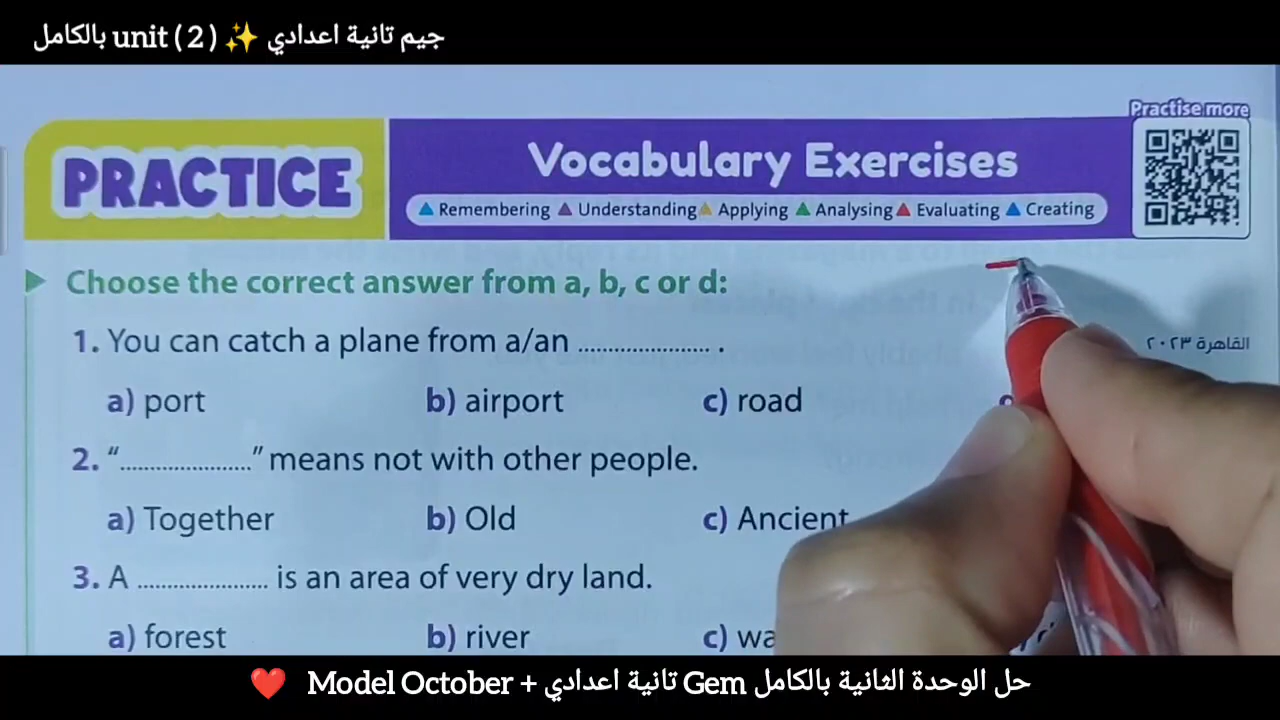 جيم تانية اعدادي ✨ unit ( 2 ) بالكامل
Practise more
PRACTICE
Vocabulary Exercises
Remembering Understanding Applying Analysing Evaluating Creating
Choose the correct answer from a, b, c or d:
1. You can catch a plane from a/an .................... .
القاهرة ٢٠٢٣
a) port b) airport c) road
2. "....................." means not with other people.
a) Together b) Old c) Ancient
3. A .................... is an area of very dry land.
a) forest b) river c)
حل الوحدة الثانية بالكامل Gem تانية اعدادي + Model October ❤️